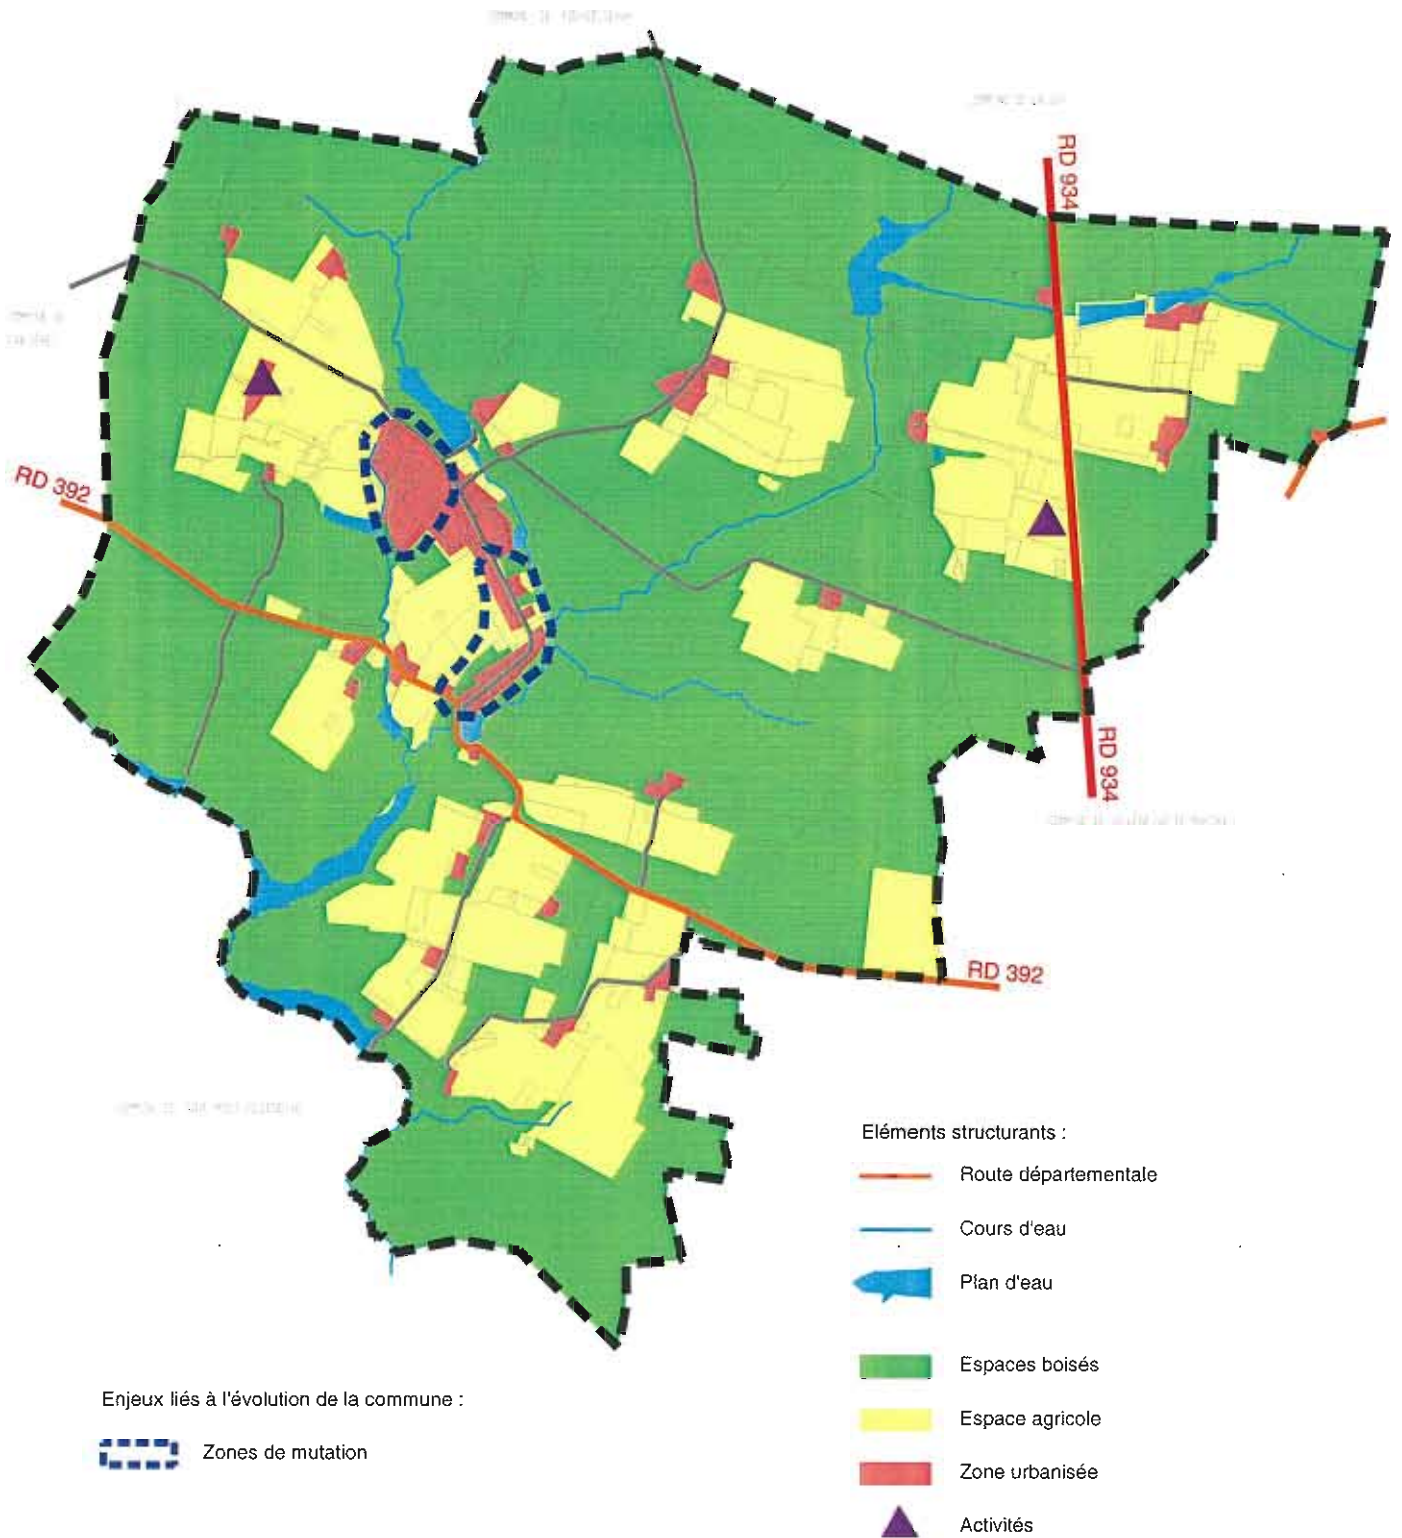 RD 934
RD 392
RD 934
RD 392
Eléments structurants :
Route départementale
Cours d'eau
Plan d'eau
Espaces boisés
Espace agricole
Zone urbanisée
Activités
Enjeux liés à l'évolution de la commune :
Zones de mutation